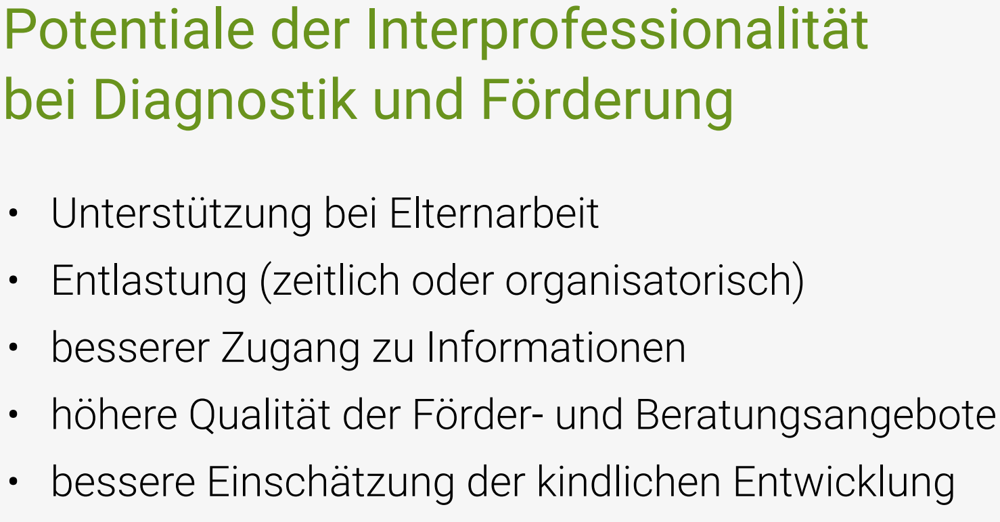 Potentiale der Interprofessionalität
bei Diagnostik und Förderung
• Unterstützung bei Elternarbeit
• Entlastung (zeitlich oder organisatorisch)
• besserer Zugang zu Informationen
• höhere Qualität der Förder- und Beratungsangebote
• bessere Einschätzung der kindlichen Entwicklung